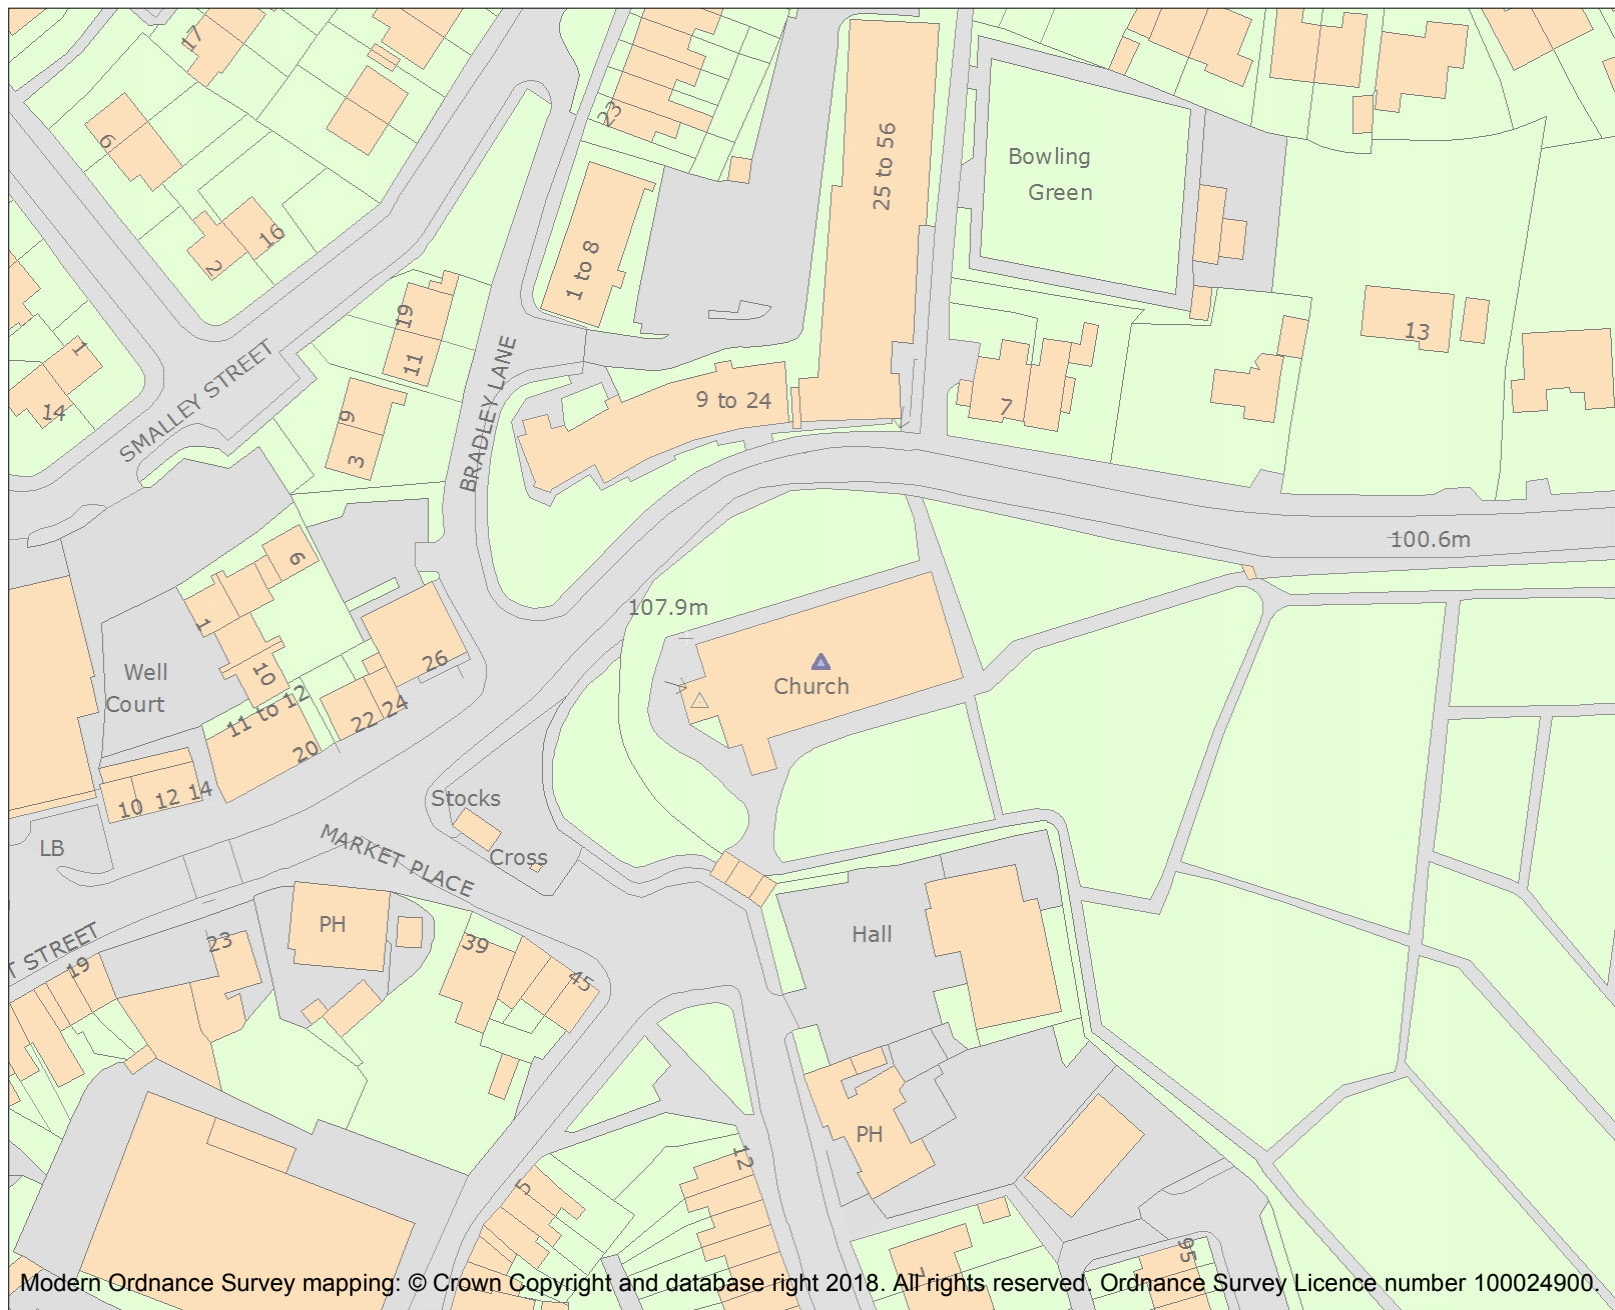 17
23
6
25 to 56
Bowling
Green
16
2
1 to 8
19
11
13
1
14
SMALLEY STREET
BRADLEY LANE
9 to 24
7
9
3
100.6m
6
1
107.9m
Well
Court
10
26
Church
11 to 12
22 24
20
10 12 14
Stocks
LB
MARKET PLACE
Cross
PH
Hall
T STREET
23
19
39
45
PH
12
5
95
Modern Ordnance Survey mapping: © Crown Copyright and database right 2018. All rights reserved. Ordnance Survey Licence number 100024900.